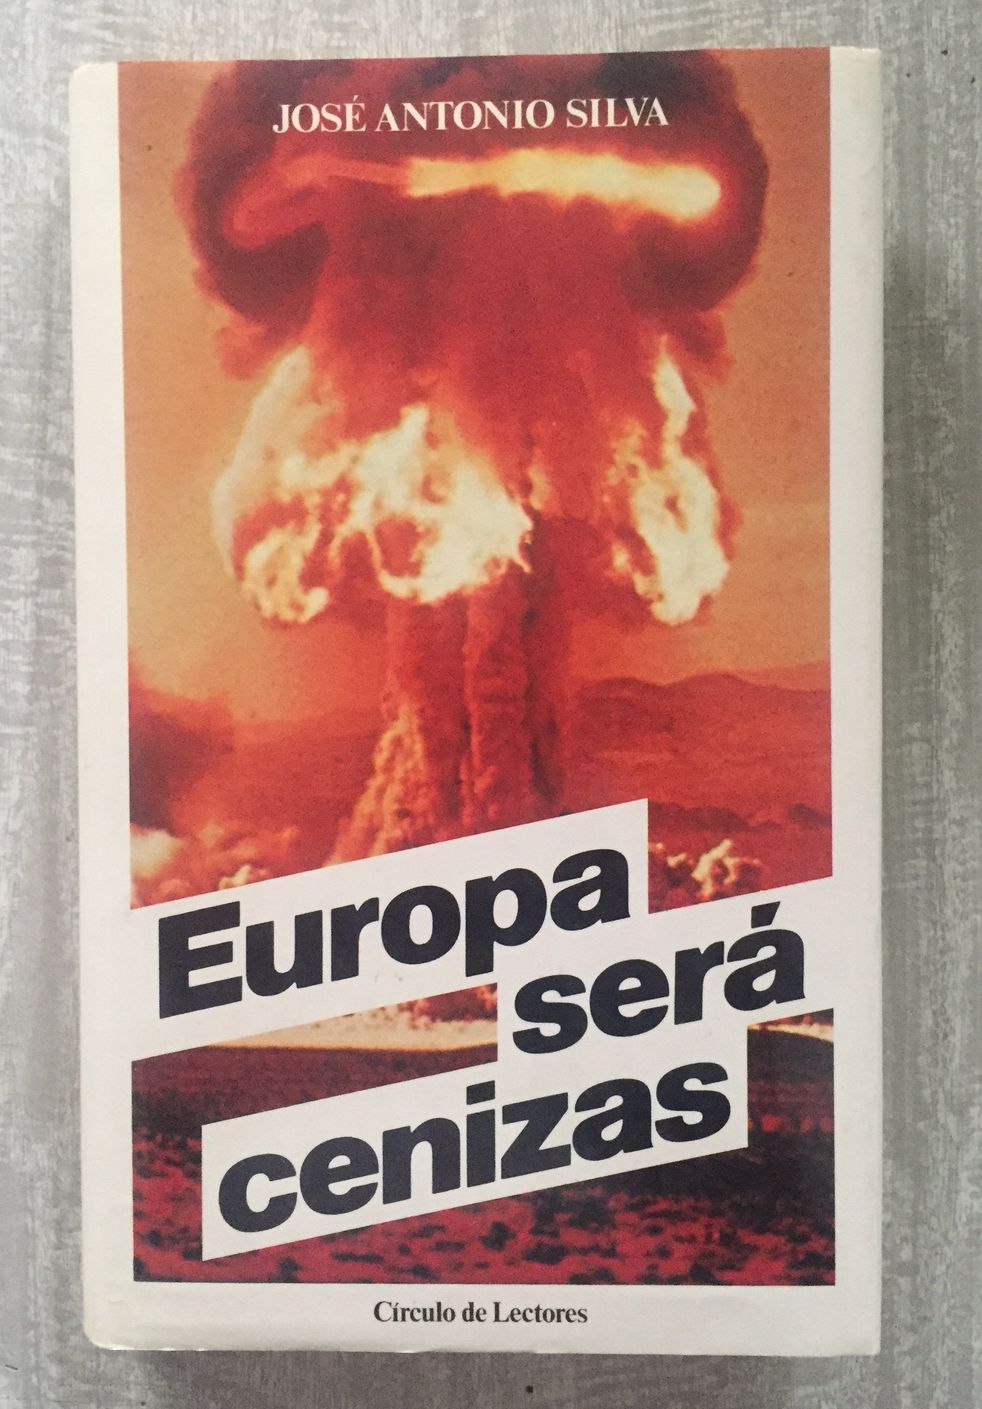 JOSÉ ANTONIO SILVA
Europa
será
cenizas
Círculo de Lectores